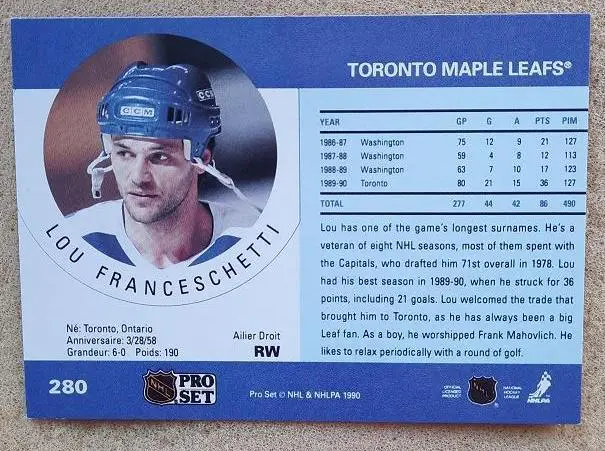 TORONTO MAPLE LEAFS®
CCM
CCM
LOU FRANCESCHETTI
YEAR GP G A PTS PIM
1986-87 Washington 75 12 9 21 127
1987-88 Washington 59 4 8 12 113
1988-89 Washington 63 7 10 17 123
1989-90 Toronto 80 21 15 36 127
TOTAL 277 44 42 86 490
Lou has one of the game's longest surnames. He's a
veteran of eight NHL seasons, most of them spent with
the Capitals, who drafted him 71st overall in 1978. Lou
had his best season in 1989-90, when he struck for 36
points, including 21 goals. Lou welcomed the trade that
brought him to Toronto, as he has always been a big
Leaf fan. As a boy, he worshipped Frank Mahovlich. He
likes to relax periodically with a round of golf.
Né: Toronto, Ontario
Anniversaire: 3/28/58
Grandeur: 6-0 Poids: 190
Ailier Droit
RW
280
NHL
PRO
SET
Pro Set © NHL & NHLPA 1990
OFFICIAL
LICENSED
PRODUCT
NHL
NATIONAL
HOCKEY
LEAGUE
NHLPA